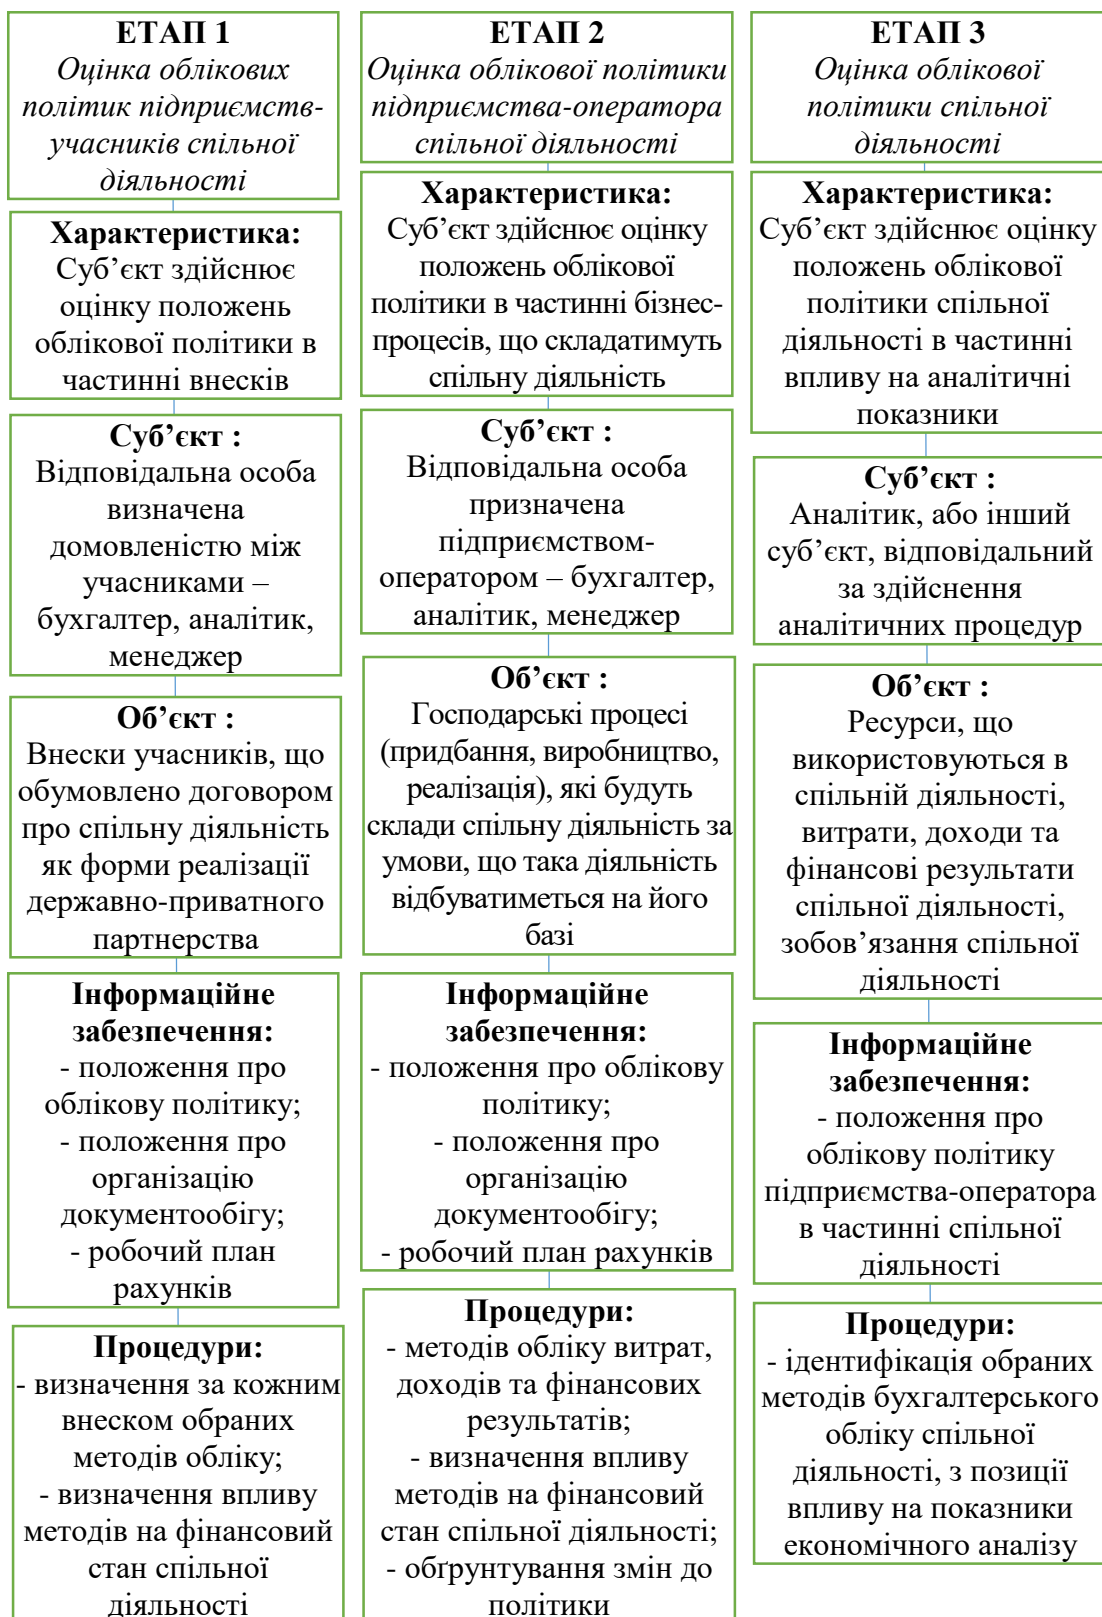 ЕТАП 1
Оцінка облікових
політик підприємств-
учасників спільної
діяльності
Характеристика:
Суб’єкт здійснює
оцінку положень
облікової політики в
частинні внесків
Суб’єкт :
Відповідальна особа
визначена
домовленістю між
учасниками –
бухгалтер, аналітик,
менеджер
Об’єкт :
Внески учасників, що
обумовлено договором
про спільну діяльність
як форми реалізації
державно-приватного
партнерства
Інформаційне
забезпечення:
- положення про
облікову політику;
- положення про
організацію
документообігу;
- робочий план
рахунків
Процедури:
- визначення за кожним
внеском обраних
методів обліку;
- визначення впливу
методів на фінансовий
стан спільної
діяльності
ЕТАП 2
Оцінка облікової політики
підприємства-оператора
спільної діяльності
Характеристика:
Суб’єкт здійснює оцінку
положень облікової
політики в частинні бізнес-
процесів, що складатимуть
спільну діяльність
Суб’єкт :
Відповідальна особа
призначена
підприємством-
оператором – бухгалтер,
аналітик, менеджер
Об’єкт :
Господарські процесі
(придбання, виробництво,
реалізація), які будуть
склади спільну діяльність за
умови, що така діяльність
відбуватиметься на його
базі
Інформаційне
забезпечення:
- положення про облікову
політику;
- положення про
організацію
документообігу;
- робочий план рахунків
Процедури:
- методів обліку витрат,
доходів та фінансових
результатів;
- визначення впливу
методів на фінансовий
стан спільної діяльності;
- обґрунтування змін до
політики
ЕТАП 3
Оцінка облікової
політики спільної
діяльності
Характеристика:
Суб’єкт здійснює оцінку
положень облікової
політики спільної
діяльності в частинні
впливу на аналітичні
показники
Суб’єкт :
Аналітик, або інший
суб’єкт, відповідальний
за здійснення
аналітичних процедур
Об’єкт :
Ресурси, що
використовуються в
спільній діяльності,
витрати, доходи та
фінансові результати
спільної діяльності,
зобов’язання спільної
діяльності
Інформаційне
забезпечення:
- положення про
облікову політику
підприємства-оператора
в частинні спільної
діяльності
Процедури:
- ідентифікація обраних
методів бухгалтерського
обліку спільної
діяльності, з позиції
впливу на показники
економічного аналізу